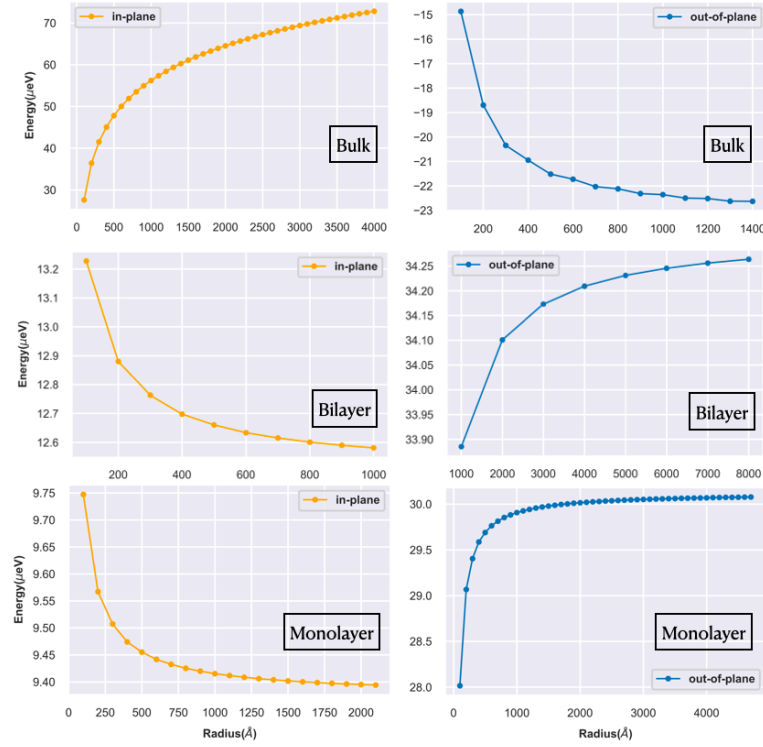 in-plane
Energy(μeV)
70
60
50
40
30
Bulk
0 500 1000 1500 2000 2500 3000 3500 4000
out-of-plane
−15
−16
−17
−18
−19
−20
−21
−22
−23
Bulk
200 400 600 800 1000 1200 1400
in-plane
Energy(μeV)
13.2
13.1
13.0
12.9
12.8
12.7
12.6
Bilayer
200 400 600 800 1000
out-of-plane
34.25
34.20
34.15
34.10
34.05
34.00
33.95
33.90
Bilayer
1000 2000 3000 4000 5000 6000 7000 8000
in-plane
Energy(μeV)
9.75
9.70
9.65
9.60
9.55
9.50
9.45
9.40
Monolayer
0 250 500 750 1000 1250 1500 1750 2000
Radius(Å)
30.0
29.5
29.0
28.5
28.0
Monolayer
out-of-plane
0 1000 2000 3000 4000
Radius(Å)